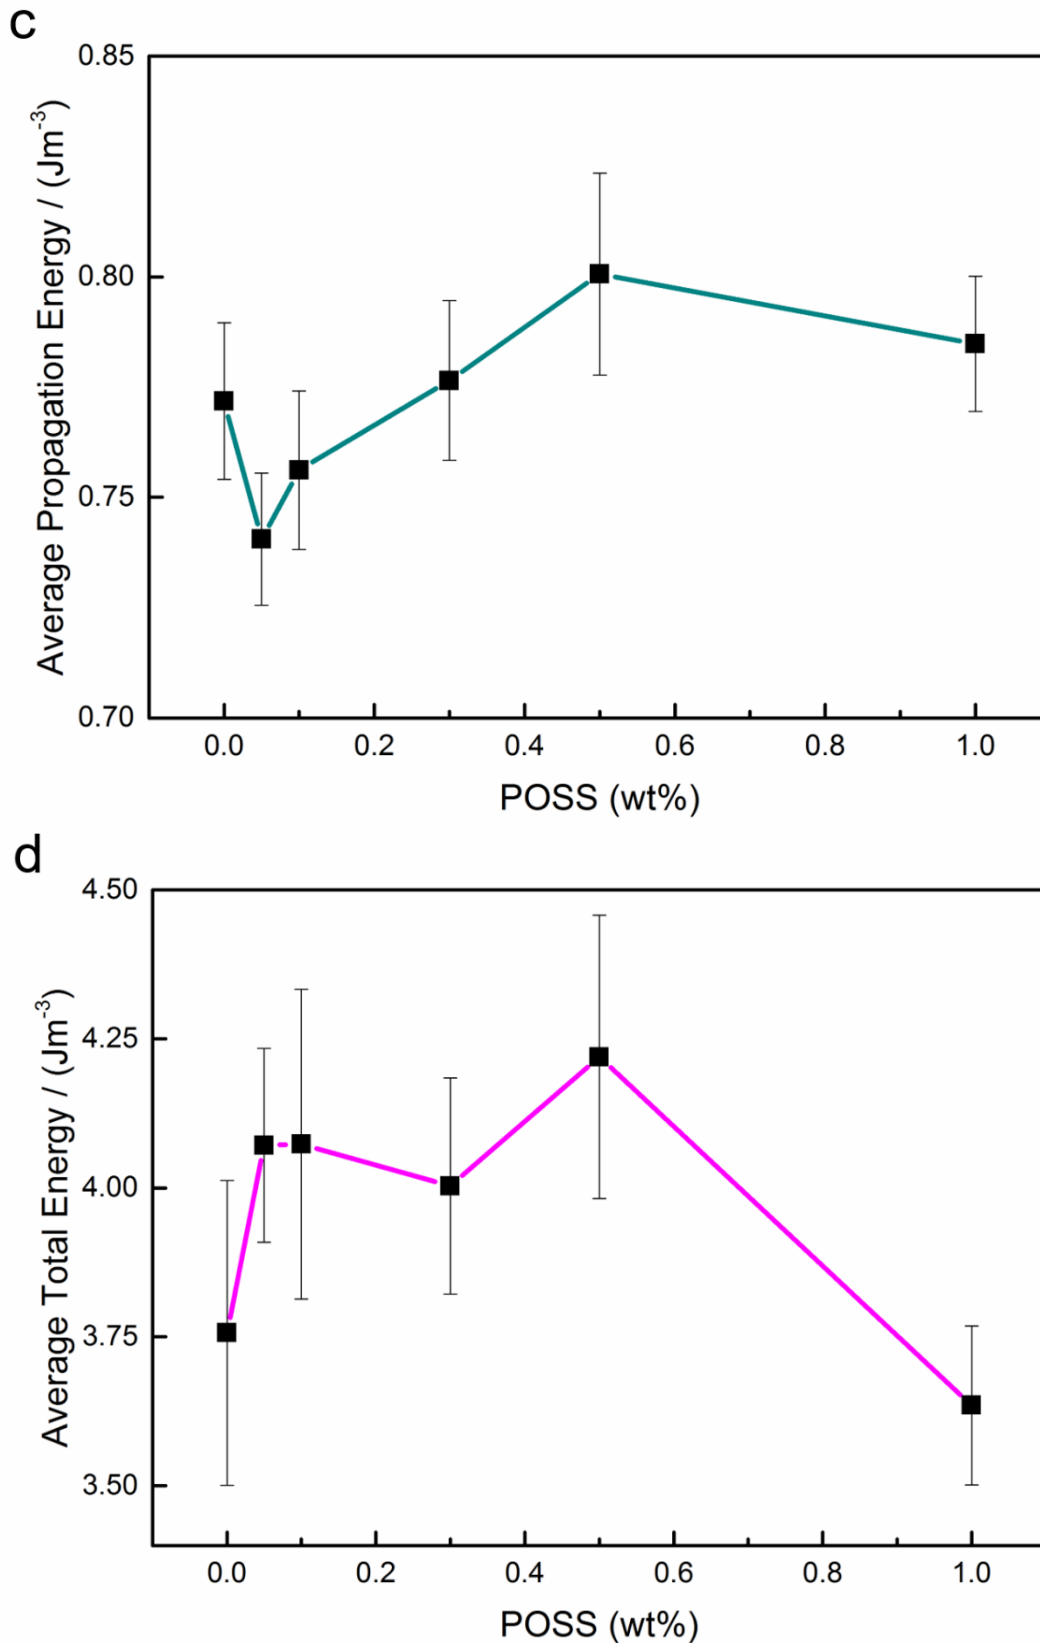 c
Average Propagation Energy / (Jm⁻³)
0.85
0.80
0.75
0.70
0.0 0.2 0.4 0.6 0.8 1.0
POSS (wt%)
d
Average Total Energy / (Jm⁻³)
4.50
4.25
4.00
3.75
3.50
0.0 0.2 0.4 0.6 0.8 1.0
POSS (wt%)